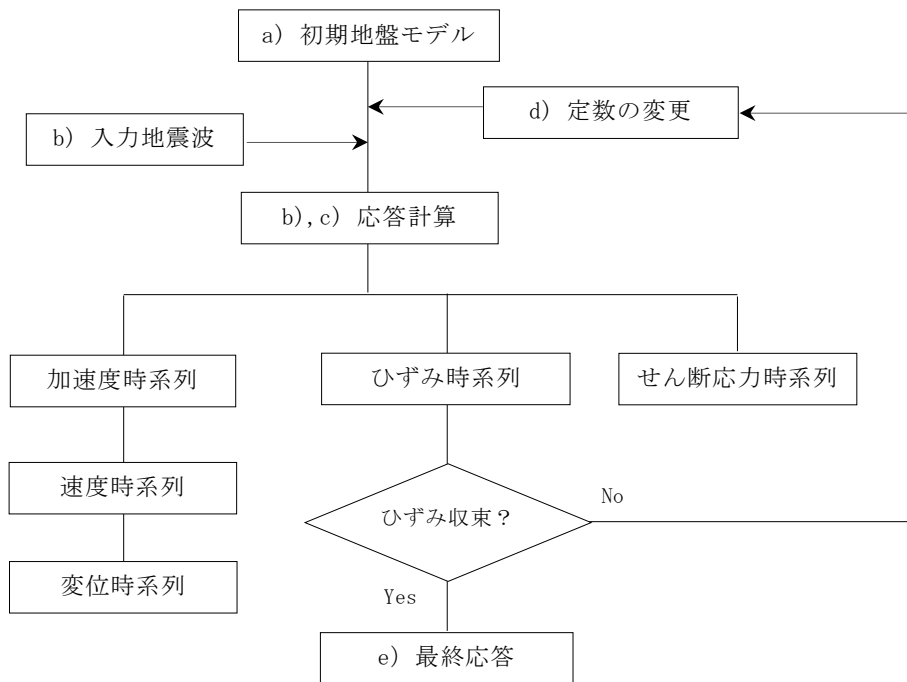 a) 初期地盤モデル
d) 定数の変更
b) 入力地震波
b),c) 応答計算
加速度時系列
ひずみ時系列
せん断応力時系列
速度時系列
No
ひずみ収束？
変位時系列
Yes
e) 最終応答